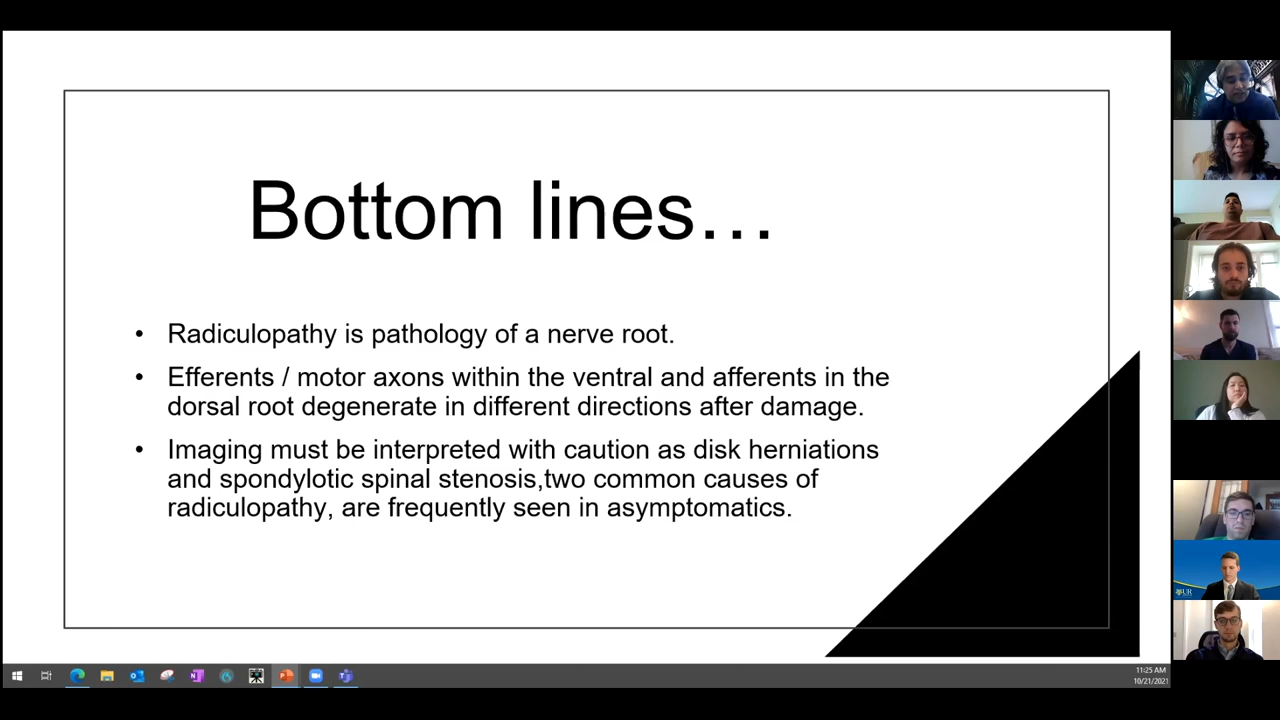 Bottom lines…
• Radiculopathy is pathology of a nerve root.
• Efferents / motor axons within the ventral and afferents in the
dorsal root degenerate in different directions after damage.
• Imaging must be interpreted with caution as disk herniations
and spondylotic spinal stenosis,two common causes of
radiculopathy, are frequently seen in asymptomatics.
UR
11:25 AM
10/21/2021